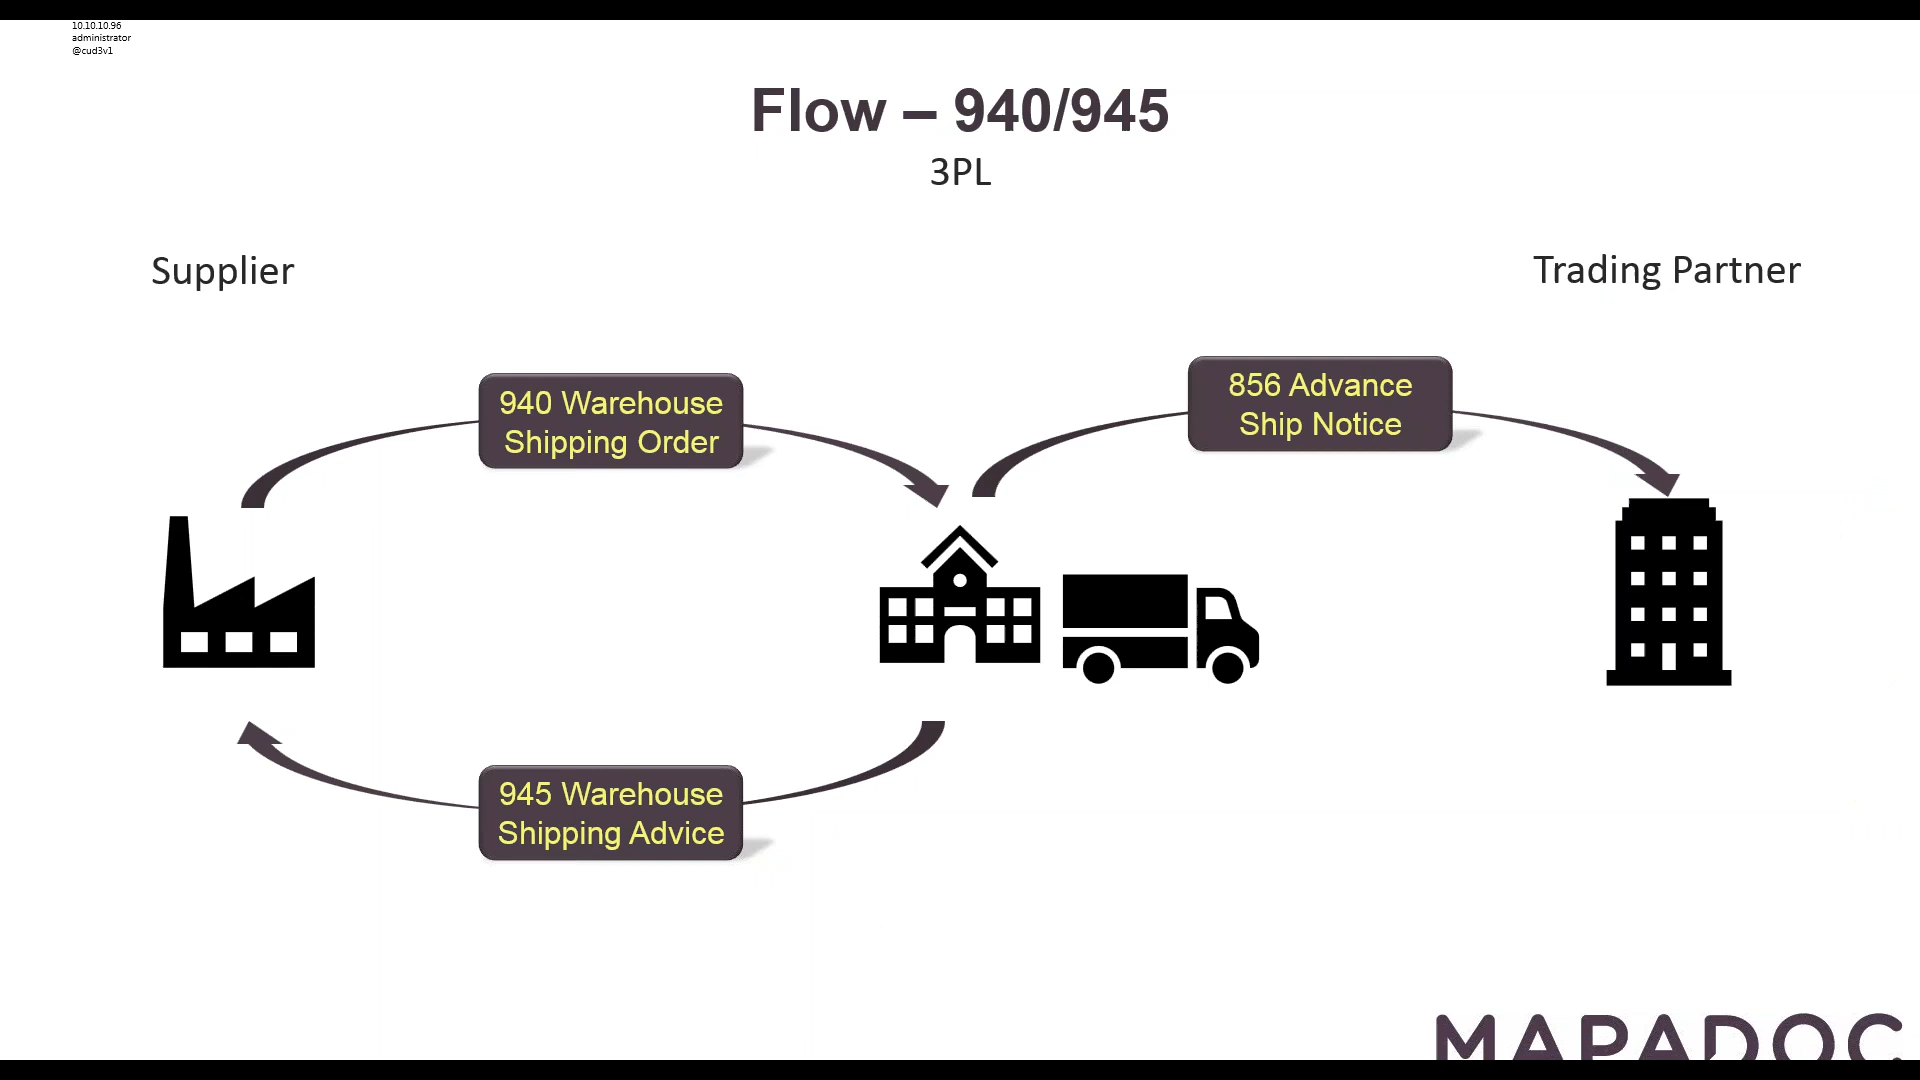 10.10.10.96
administrator
@cud3v1
Flow – 940/945
3PL
Supplier
Trading Partner
940 Warehouse
Shipping Order
856 Advance
Ship Notice
945 Warehouse
Shipping Advice
MAPADOC